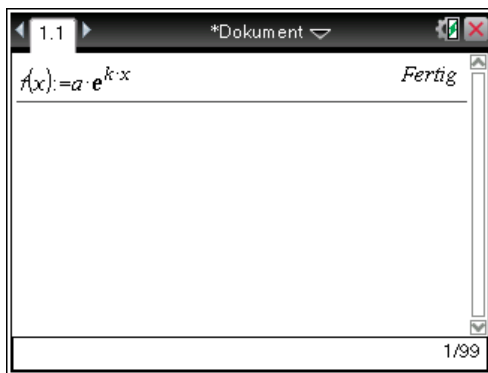 1.1 *Dokument
f(x):=a·e^{k·x} Fertig
1/99